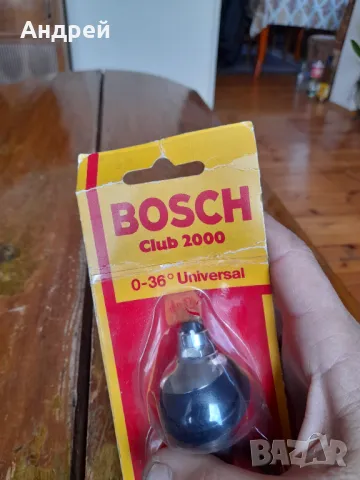 Андрей
BOSCH
Club 2000
0-36° Universal
BAZAR